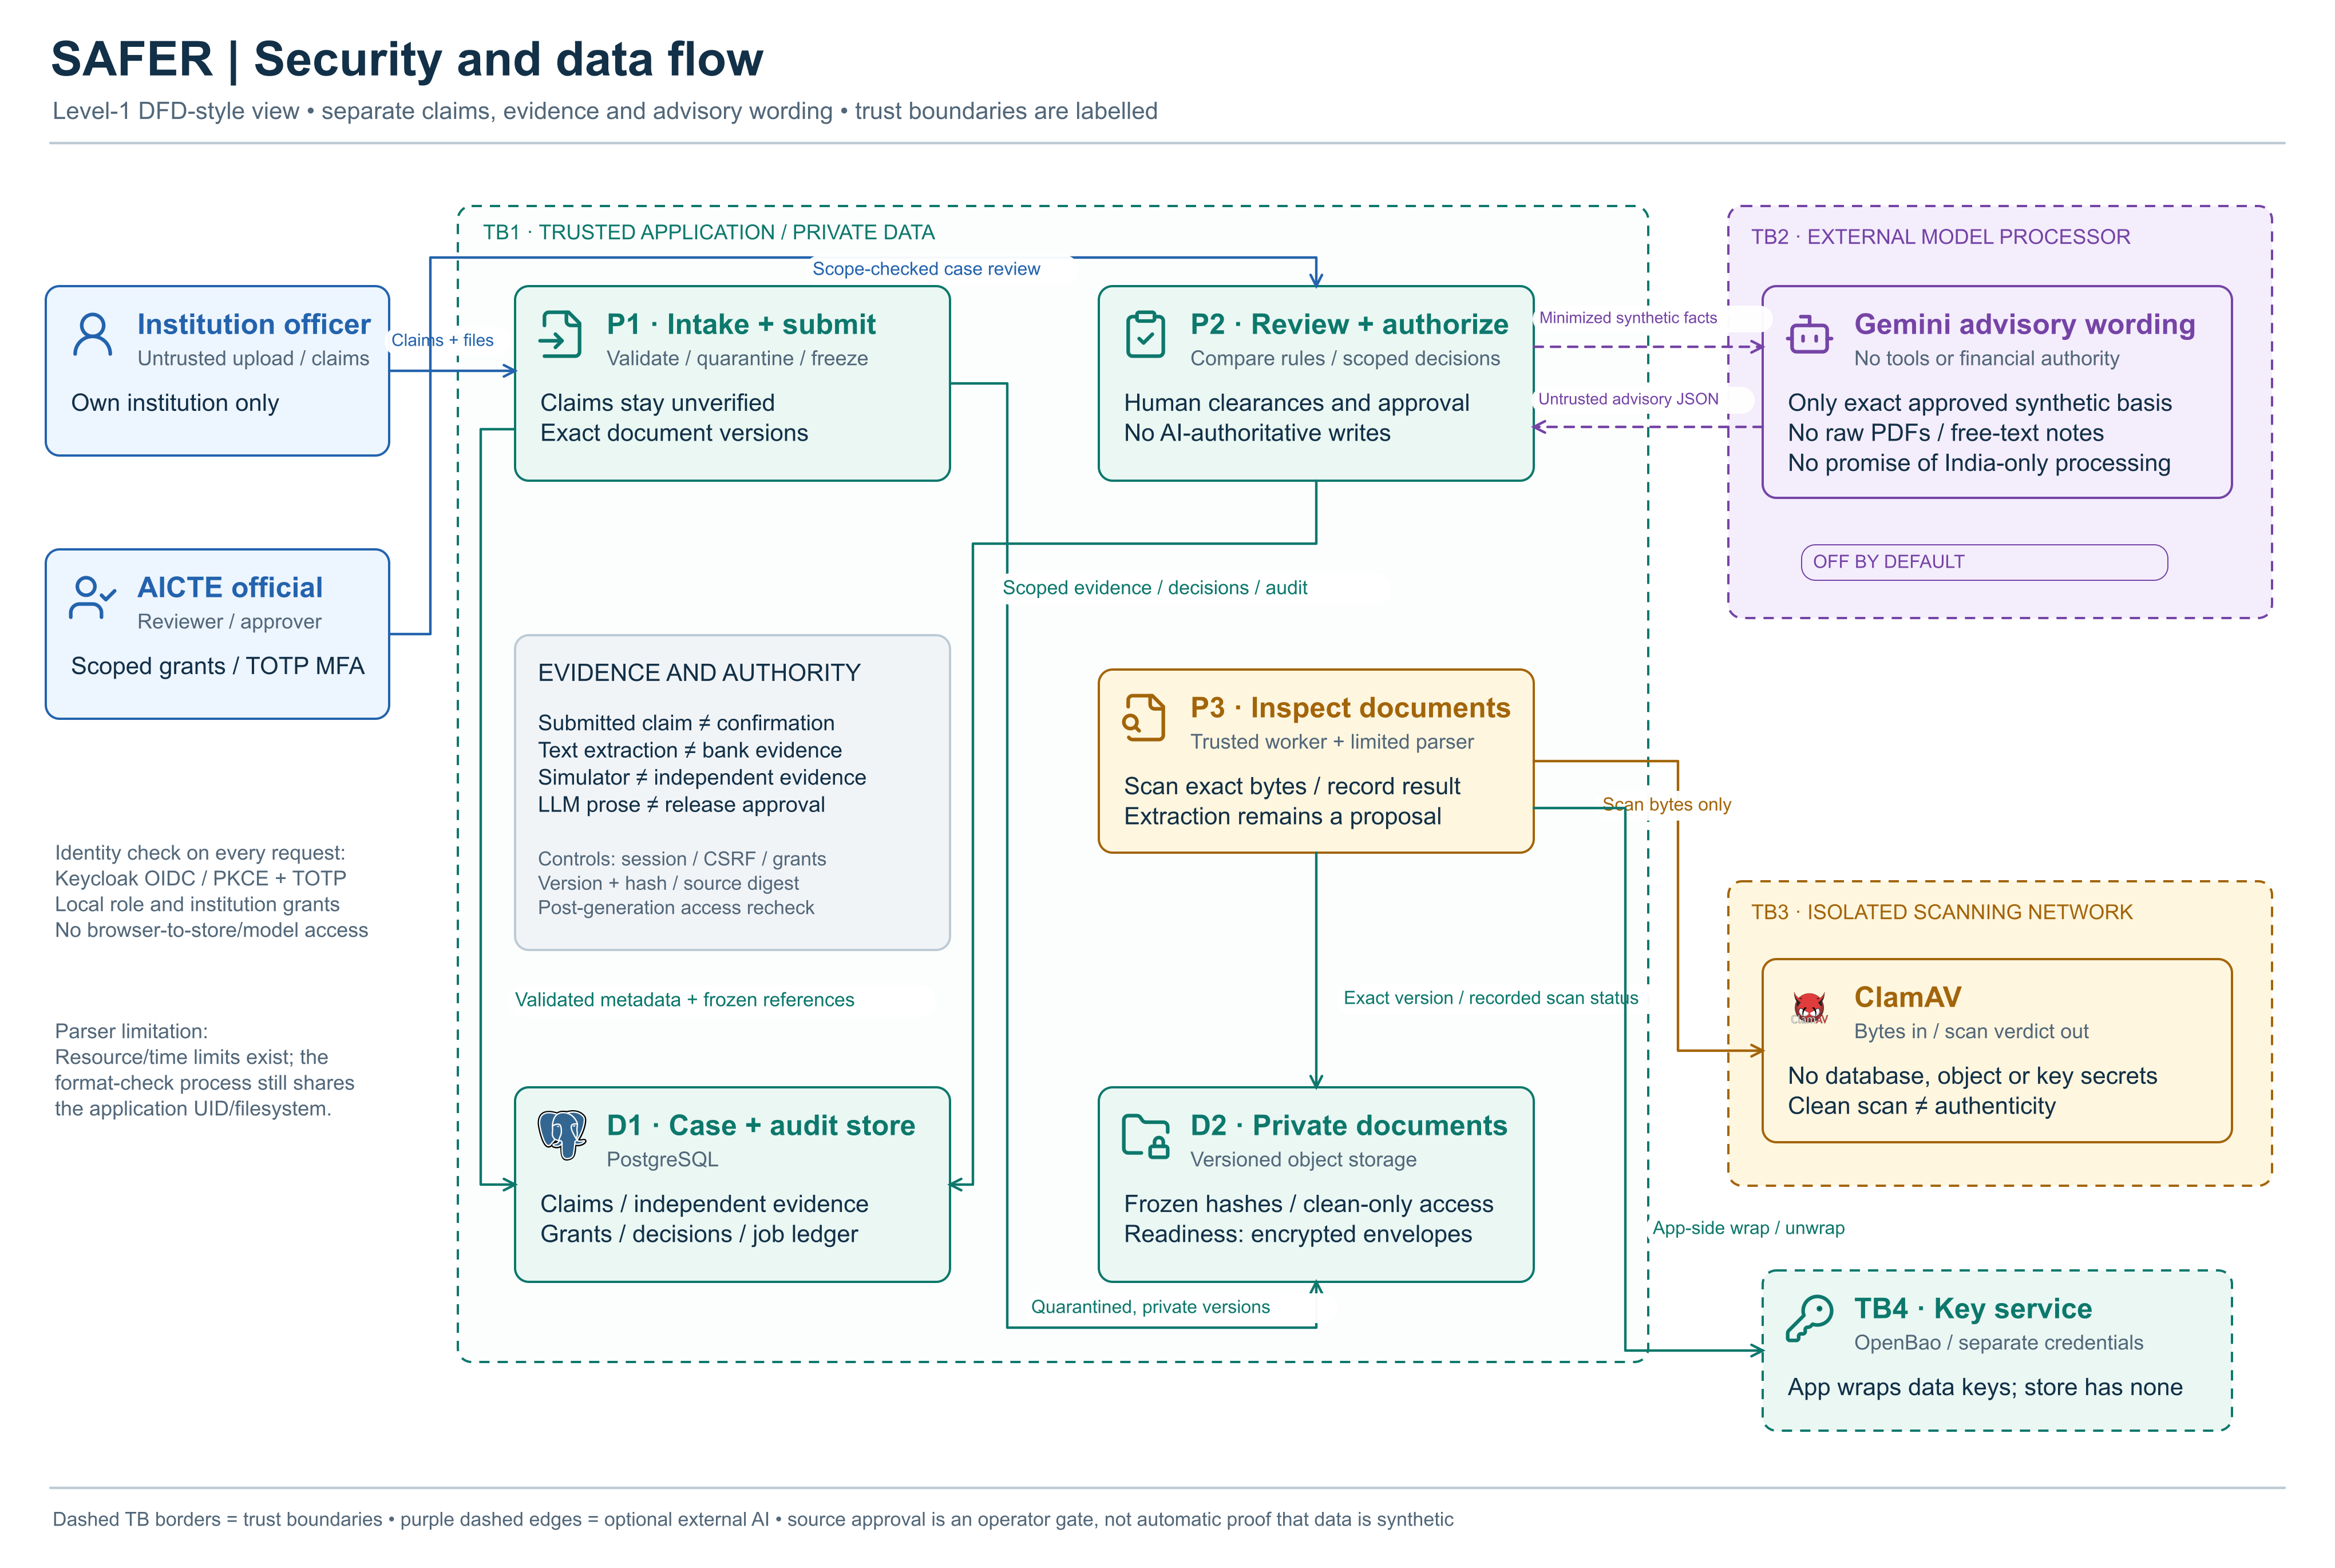 SAFER | Security and data flow
Level-1 DFD-style view • separate claims, evidence and advisory wording • trust boundaries are labelled
TB1 · TRUSTED APPLICATION / PRIVATE DATA
Scope-checked case review
Institution officer
Untrusted upload / claims
Own institution only
Claims + files
P1 · Intake + submit
Validate / quarantine / freeze
Claims stay unverified
Exact document versions
P2 · Review + authorize
Compare rules / scoped decisions
Human clearances and approval
No AI-authoritative writes
Minimized synthetic facts
Untrusted advisory JSON
TB2 · EXTERNAL MODEL PROCESSOR
Gemini advisory wording
No tools or financial authority
Only exact approved synthetic basis
No raw PDFs / free-text notes
No promise of India-only processing
OFF BY DEFAULT
AICTE official
Reviewer / approver
Scoped grants / TOTP MFA
Scoped evidence / decisions / audit
EVIDENCE AND AUTHORITY
Submitted claim ≠ confirmation
Text extraction ≠ bank evidence
Simulator ≠ independent evidence
LLM prose ≠ release approval
Controls: session / CSRF / grants
Version + hash / source digest
Post-generation access recheck
P3 · Inspect documents
Trusted worker + limited parser
Scan exact bytes / record result
Extraction remains a proposal
Scan bytes only
Identity check on every request:
Keycloak OIDC / PKCE + TOTP
Local role and institution grants
No browser-to-store/model access
Parser limitation:
Resource/time limits exist; the
format-check process still shares
the application UID/filesystem.
Validated metadata + frozen references
Exact version / recorded scan status
TB3 · ISOLATED SCANNING NETWORK
ClamAV
ClamAV
Bytes in / scan verdict out
No database, object or key secrets
Clean scan ≠ authenticity
D1 · Case + audit store
PostgreSQL
Claims / independent evidence
Grants / decisions / job ledger
D2 · Private documents
Versioned object storage
Frozen hashes / clean-only access
Readiness: encrypted envelopes
Quarantined, private versions
App-side wrap / unwrap
TB4 · Key service
OpenBao / separate credentials
App wraps data keys; store has none
Dashed TB borders = trust boundaries • purple dashed edges = optional external AI • source approval is an operator gate, not automatic proof that data is synthetic